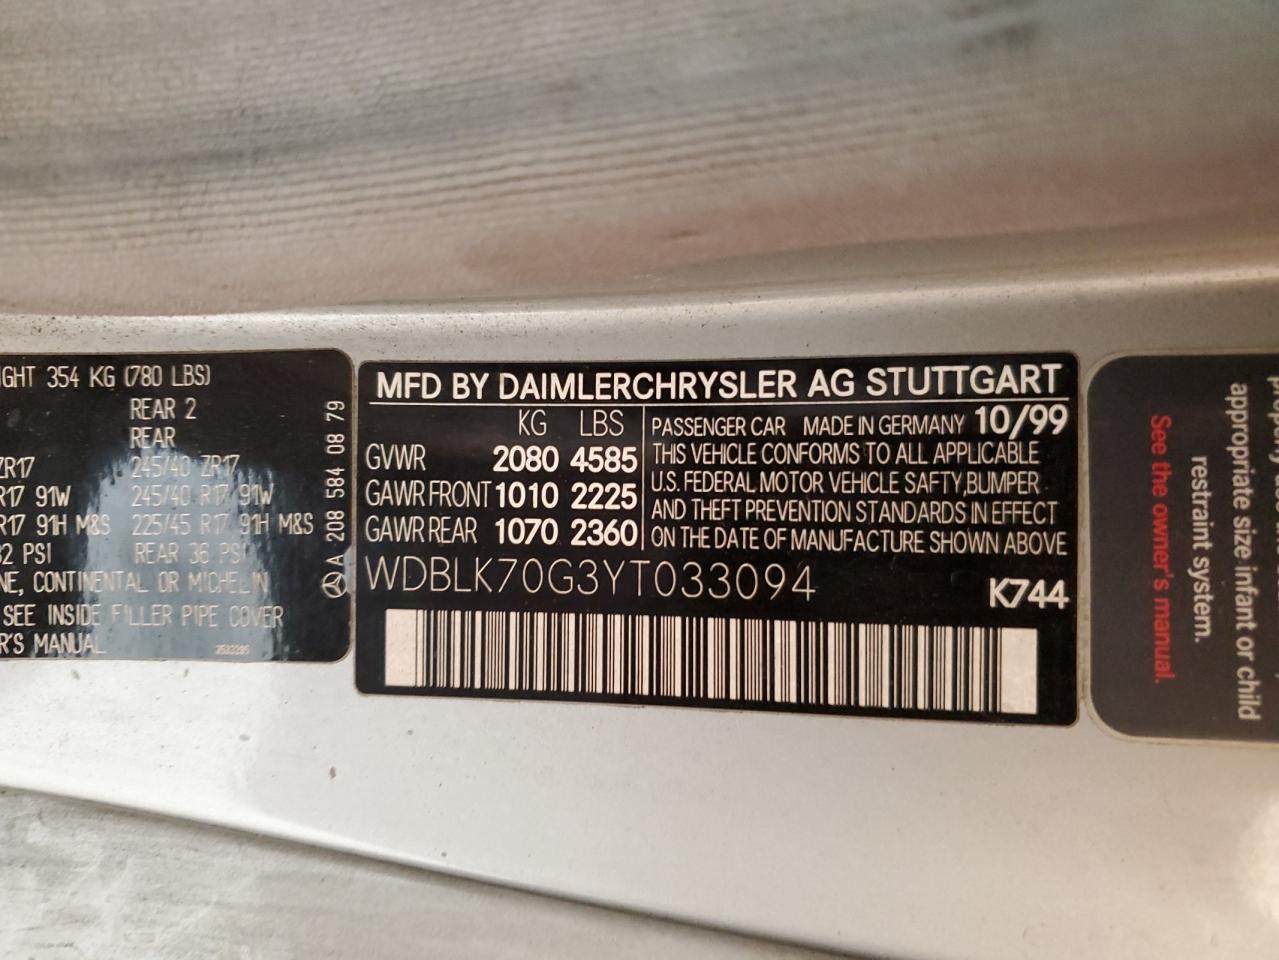 IGHT 354 KG (780 LBS)
REAR 2
REAR
ZR17 245/40 ZR17
R17 91W 245/40 R17 91W
R17 91H M&S 225/45 R17 91H M&S
32 PSI REAR 36 PSI
NE, CONTINENTAL OR MICHELIN
SEE INSIDE FILLER PIPE COVER
R'S MANUAL
A 208 584 08 79
MFD BY DAIMLERCHRYSLER AG STUTTGART
KG LBS
GVWR 2080 4585
GAWR FRONT 1010 2225
GAWR REAR 1070 2360
PASSENGER CAR MADE IN GERMANY 10/99
THIS VEHICLE CONFORMS TO ALL APPLICABLE
U.S. FEDERAL MOTOR VEHICLE SAFTY,BUMPER
AND THEFT PREVENTION STANDARDS IN EFFECT
ON THE DATE OF MANUFACTURE SHOWN ABOVE
WDBLK70G3YT033094
K744
appropriate size infant or child
restraint system.
See the owner's manual.